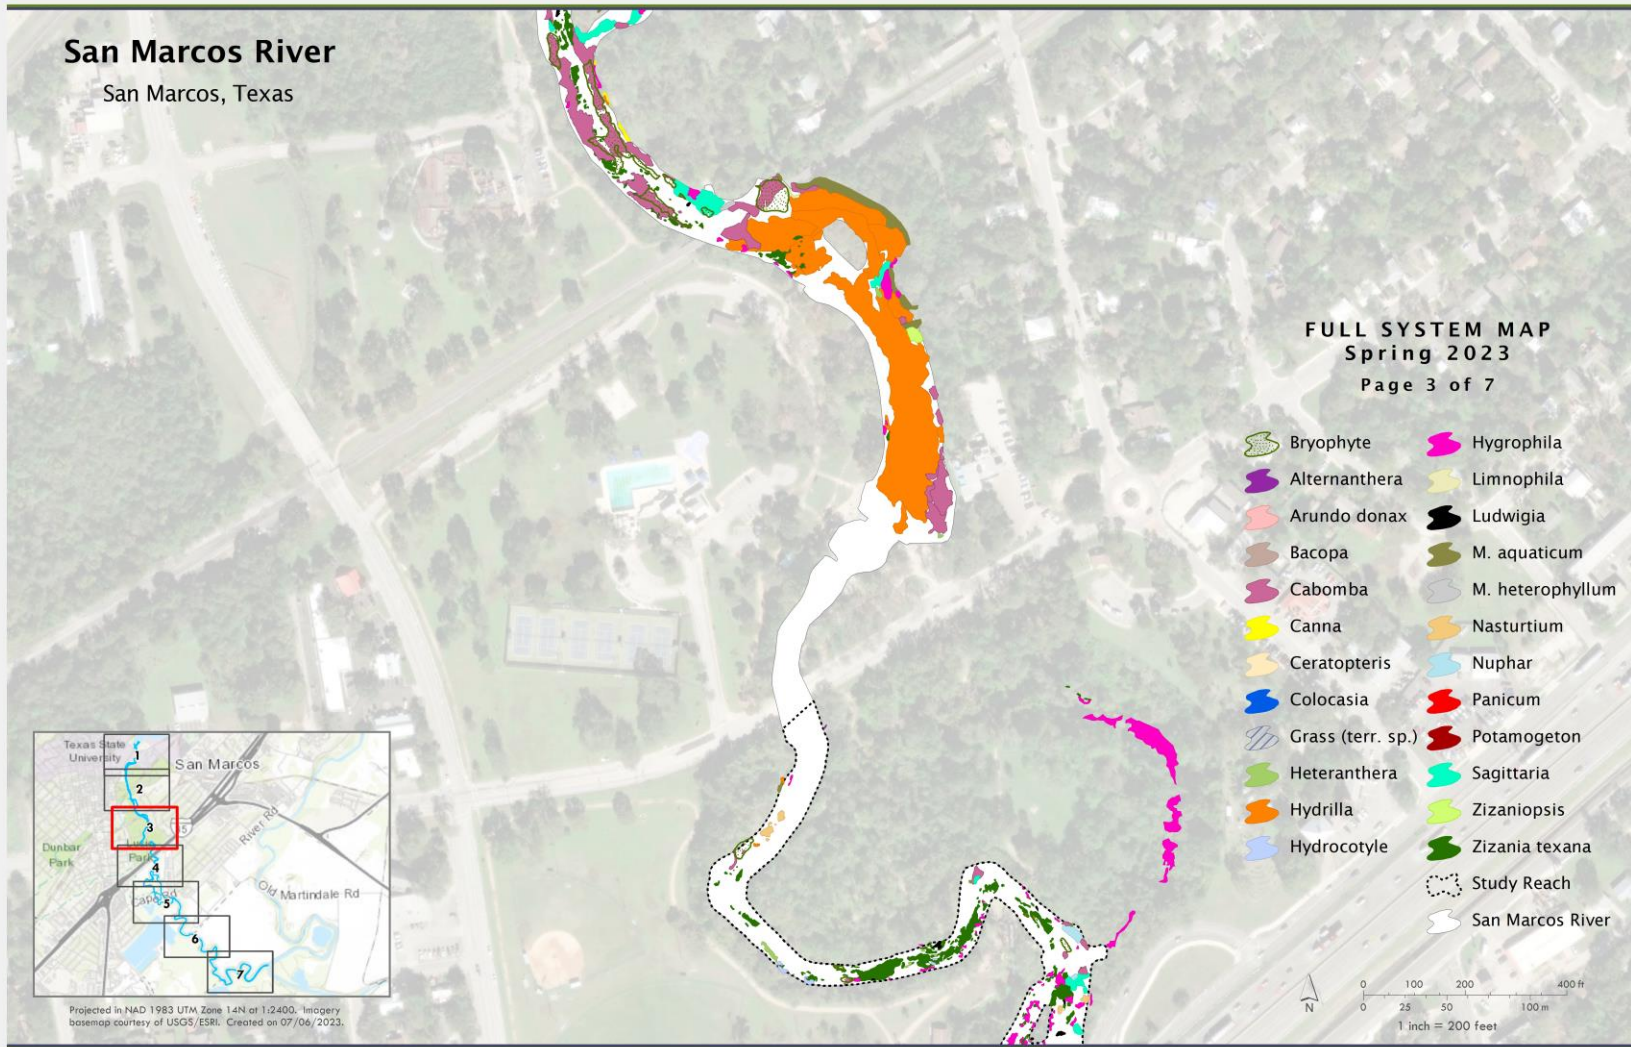 San Marcos River
San Marcos, Texas
FULL SYSTEM MAP
Spring 2023
Page 3 of 7
Bryophyte
Alternanthera
Arundo donax
Bacopa
Cabomba
Canna
Ceratopteris
Colocasia
Grass (terr. sp.)
Heteranthera
Hydrilla
Hydrocotyle
Hygrophila
Limnophila
Ludwigia
M. aquaticum
M. heterophyllum
Nasturtium
Nuphar
Panicum
Potamogeton
Sagittaria
Zizaniopsis
Zizania texana
Study Reach
San Marcos River
Texas State
University
San Marcos
River Rd
Dunbar
Park
Old Martindale Rd
1
2
3
4
5
6
7
Projected in NAD 1983 UTM Zone 14N at 1:2400. Imagery
basemap courtesy of USGS/ESRI. Created on 07/06/2023.
N
0 100 200 400 ft
0 25 50 100 m
1 inch = 200 feet